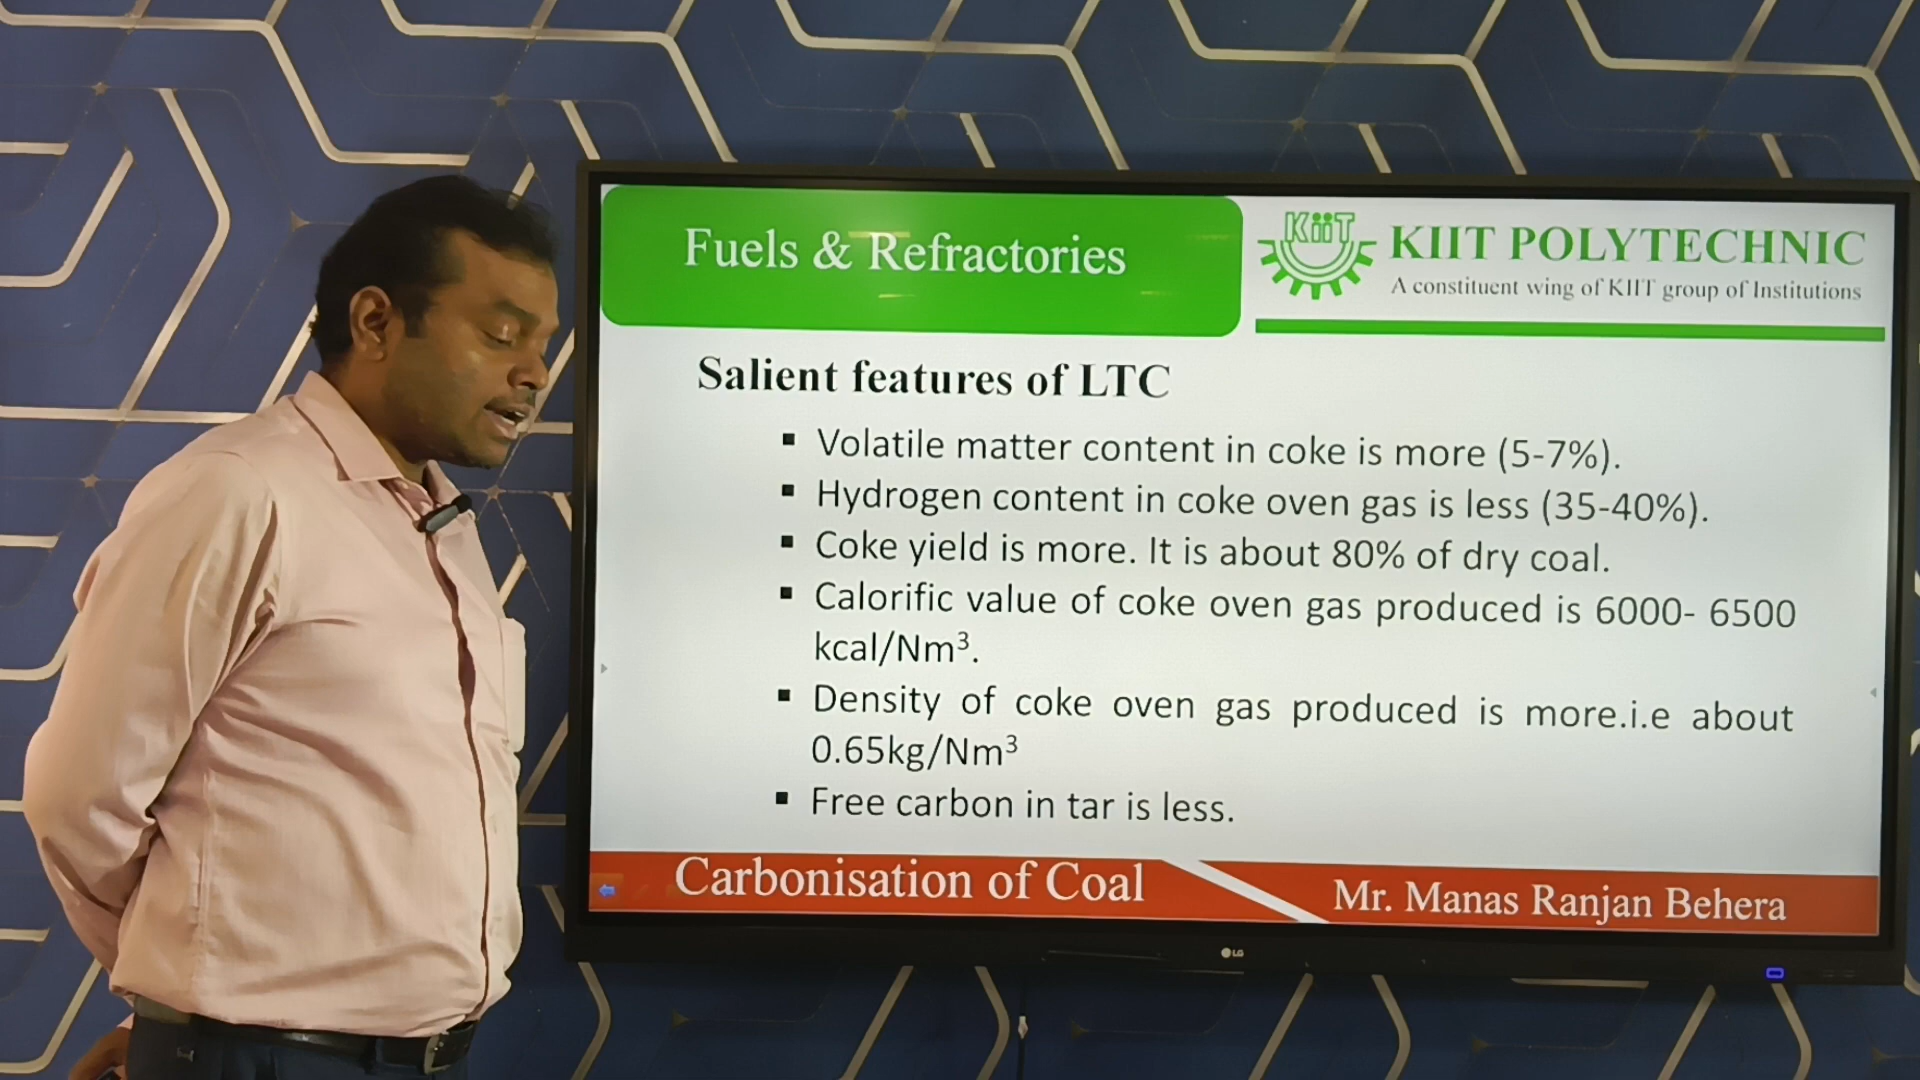 Fuels & Refractories
KiiT
KIIT POLYTECHNIC
A constituent wing of KIIT group of Institutions
Salient features of LTC
▪ Volatile matter content in coke is more (5-7%).
▪ Hydrogen content in coke oven gas is less (35-40%).
▪ Coke yield is more. It is about 80% of dry coal.
▪ Calorific value of coke oven gas produced is 6000- 6500
kcal/Nm³.
▪ Density of coke oven gas produced is more.i.e about
0.65kg/Nm³
▪ Free carbon in tar is less.
Carbonisation of Coal
Mr. Manas Ranjan Behera
LG